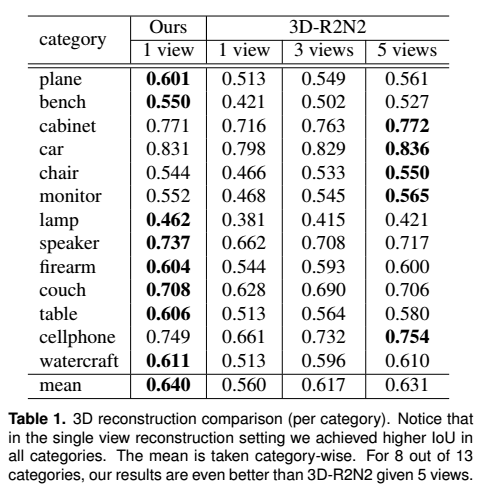 category Ours 3D-R2N2
1 view 1 view 3 views 5 views
plane 0.601 0.513 0.549 0.561
bench 0.550 0.421 0.502 0.527
cabinet 0.771 0.716 0.763 0.772
car 0.831 0.798 0.829 0.836
chair 0.544 0.466 0.533 0.550
monitor 0.552 0.468 0.545 0.565
lamp 0.462 0.381 0.415 0.421
speaker 0.737 0.662 0.708 0.717
firearm 0.604 0.544 0.593 0.600
couch 0.708 0.628 0.690 0.706
table 0.606 0.513 0.564 0.580
cellphone 0.749 0.661 0.732 0.754
watercraft 0.611 0.513 0.596 0.610
mean 0.640 0.560 0.617 0.631
Table 1. 3D reconstruction comparison (per category). Notice that
in the single view reconstruction setting we achieved higher IoU in
all categories. The mean is taken category-wise. For 8 out of 13
categories, our results are even better than 3D-R2N2 given 5 views.